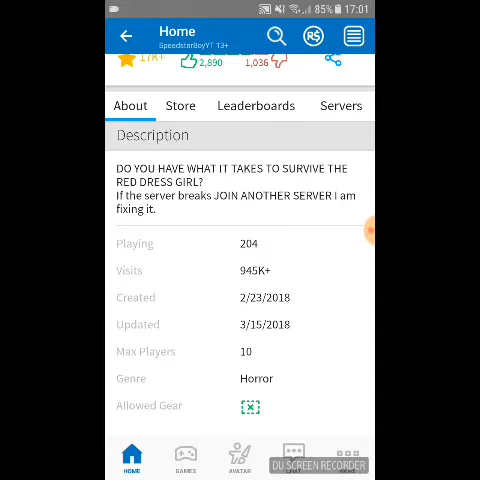 85% 17:01
Home
SpeedsterBoyYT 13+
R$
17K+
2,890
1,036
About Store Leaderboards Servers
Description
DO YOU HAVE WHAT IT TAKES TO SURVIVE THE
RED DRESS GIRL?
If the server breaks JOIN ANOTHER SERVER I am
fixing it.
Playing 204
Visits 945K+
Created 2/23/2018
Updated 3/15/2018
Max Players 10
Genre Horror
Allowed Gear
HOME GAMES AVATAR
DU SCREEN RECORDER